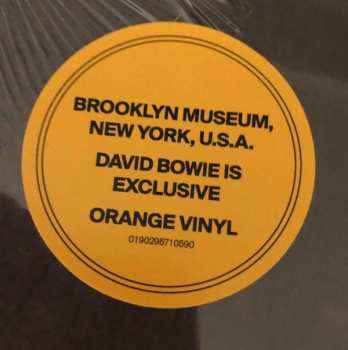 BROOKLYN MUSEUM,
NEW YORK, U.S.A.
DAVID BOWIE IS
EXCLUSIVE
ORANGE VINYL
0190295710590